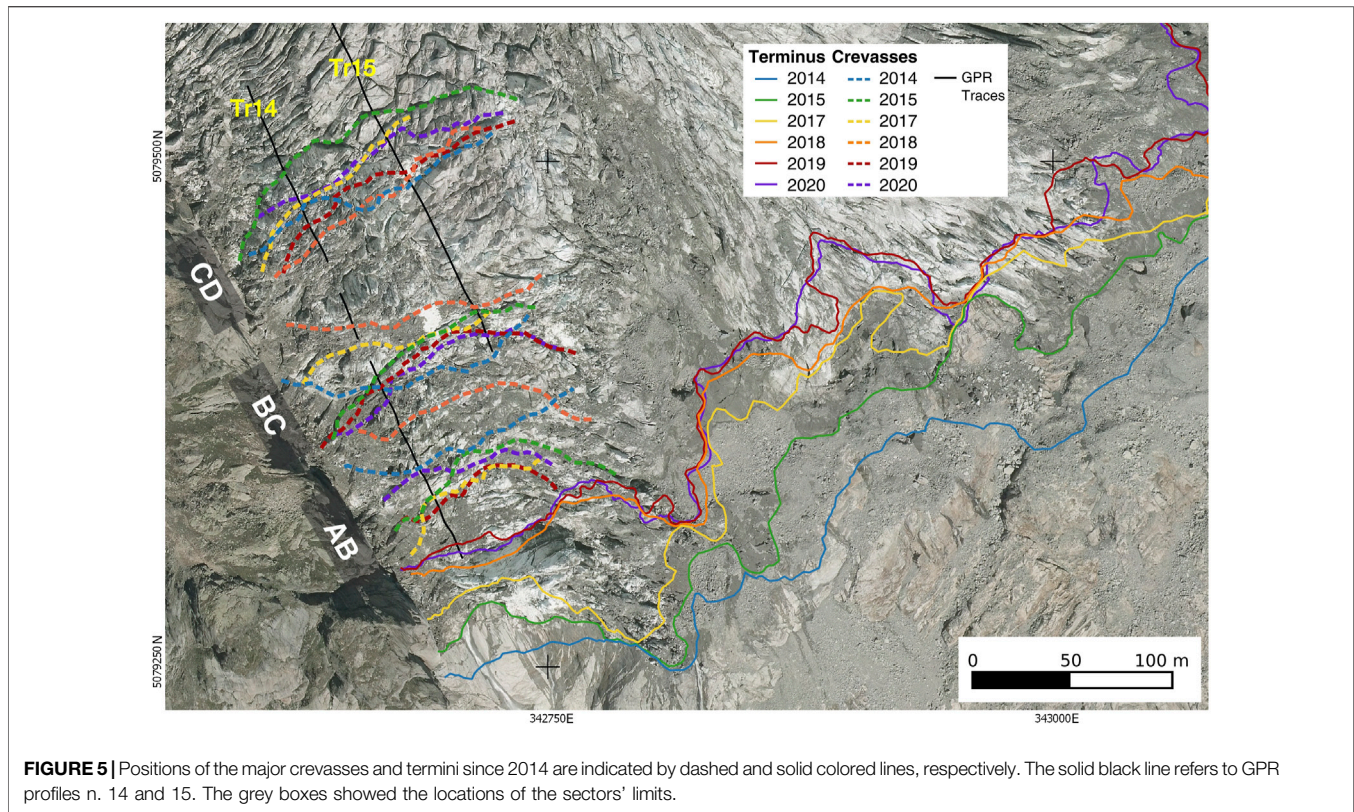 Tr15
Tr14
Terminus Crevasses
2014 2014 GPR
2015 2015 Traces
2017 2017
2018 2018
2019 2019
2020 2020
5079500N
CD
BC
AB
5079250N
0 50 100 m
342750E 343000E
FIGURE 5 | Positions of the major crevasses and termini since 2014 are indicated by dashed and solid colored lines, respectively. The solid black line refers to GPR
profiles n. 14 and 15. The grey boxes showed the locations of the sectors' limits.